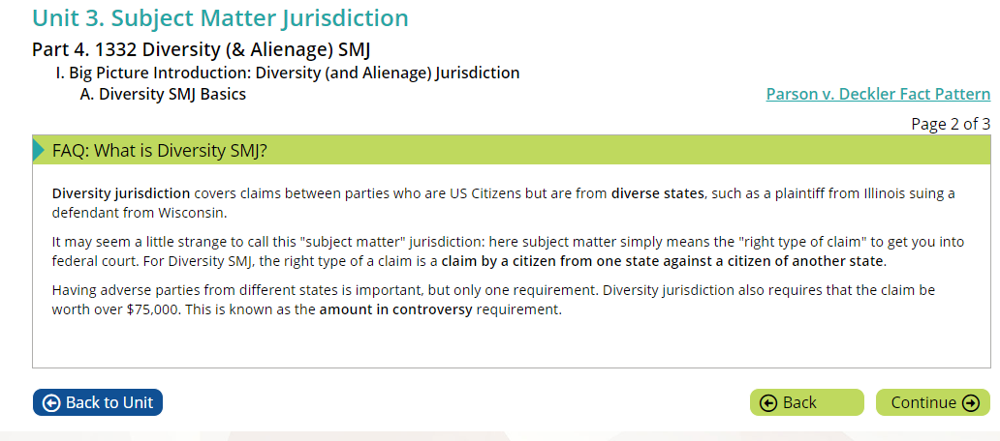 Unit 3. Subject Matter Jurisdiction
Part 4. 1332 Diversity (& Alienage) SMJ
I. Big Picture Introduction: Diversity (and Alienage) Jurisdiction
A. Diversity SMJ Basics
Parson v. Deckler Fact Pattern
Page 2 of 3
FAQ: What is Diversity SMJ?
Diversity jurisdiction covers claims between parties who are US Citizens but are from diverse states, such as a plaintiff from Illinois suing a
defendant from Wisconsin.
It may seem a little strange to call this "subject matter" jurisdiction: here subject matter simply means the "right type of claim" to get you into
federal court. For Diversity SMJ, the right type of a claim is a claim by a citizen from one state against a citizen of another state.
Having adverse parties from different states is important, but only one requirement. Diversity jurisdiction also requires that the claim be
worth over $75,000. This is known as the amount in controversy requirement.
Back to Unit
Back
Continue